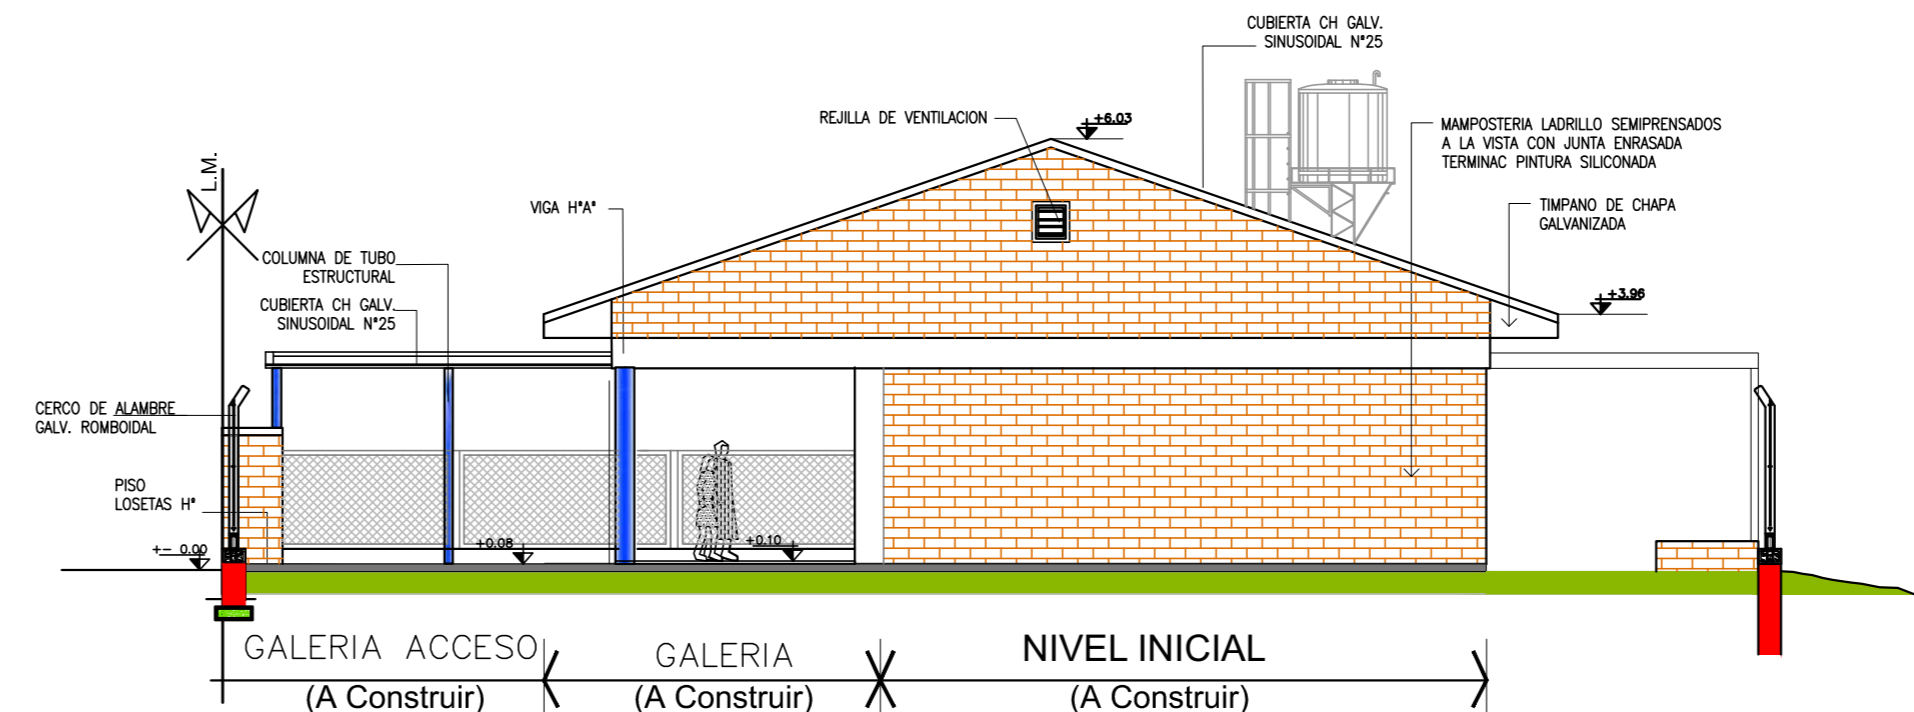 CUBIERTA CH GALV.
SINUSOIDAL N°25
REJILLA DE VENTILACION
+6.03
MAMPOSTERIA LADRILLO SEMIPRENSADOS
A LA VISTA CON JUNTA ENRASADA
TERMINAC PINTURA SILICONADA
L.M.
VIGA H°A°
TIMPANO DE CHAPA
GALVANIZADA
COLUMNA DE TUBO
ESTRUCTURAL
+3.96
CUBIERTA CH GALV.
SINUSOIDAL N°25
CERCO DE ALAMBRE
GALV. ROMBOIDAL
PISO
LOSETAS H°
+- 0.00
+0.08
+0.10
GALERIA ACCESO
(A Construir)
GALERIA
(A Construir)
NIVEL INICIAL
(A Construir)